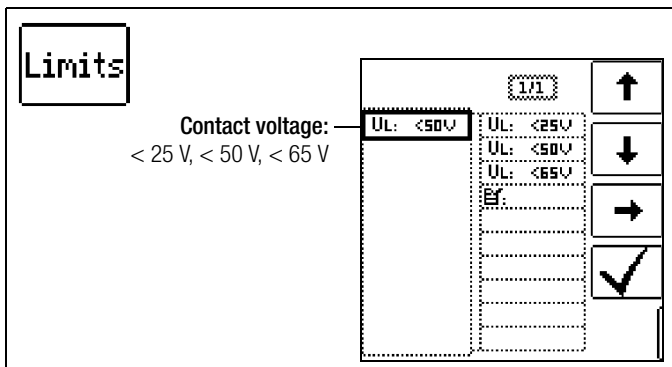 Limits
1/1
Contact voltage:
< 25 V, < 50 V, < 65 V
UL: <50V
UL: <25V
UL: <50V
UL: <65V